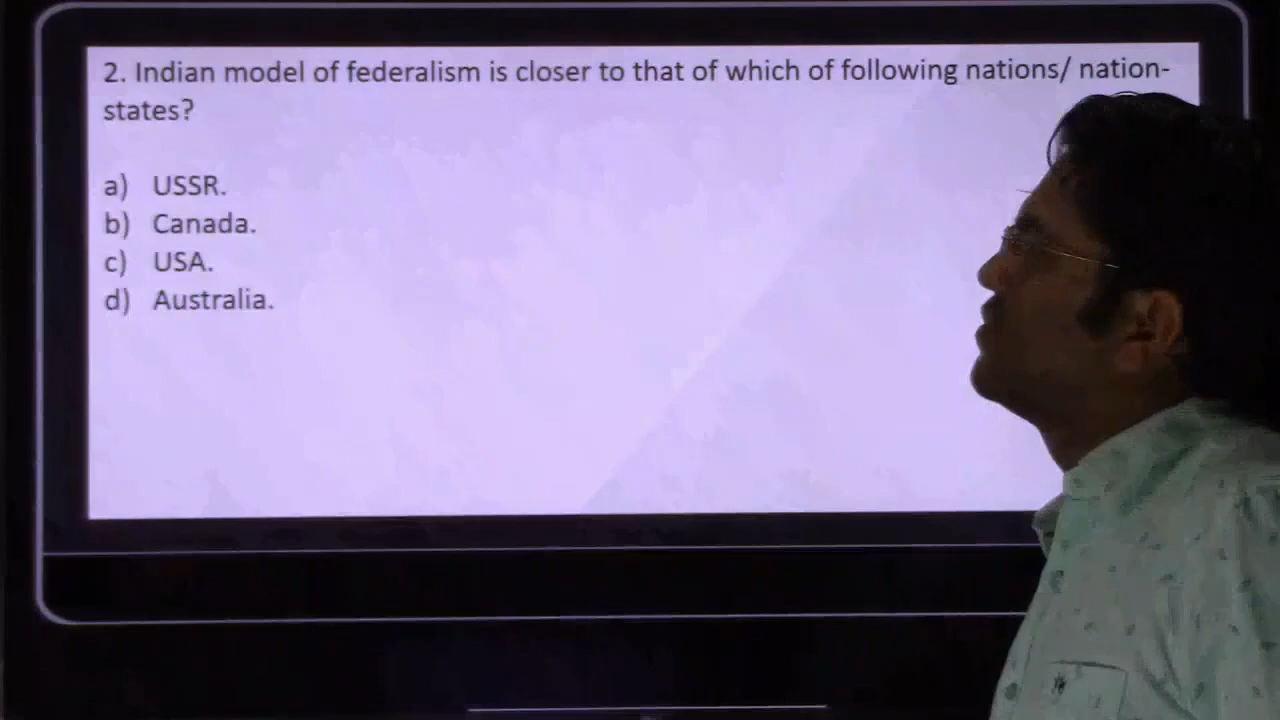 2. Indian model of federalism is closer to that of which of following nations/ nation-
states?
a) USSR.
b) Canada.
c) USA.
d) Australia.